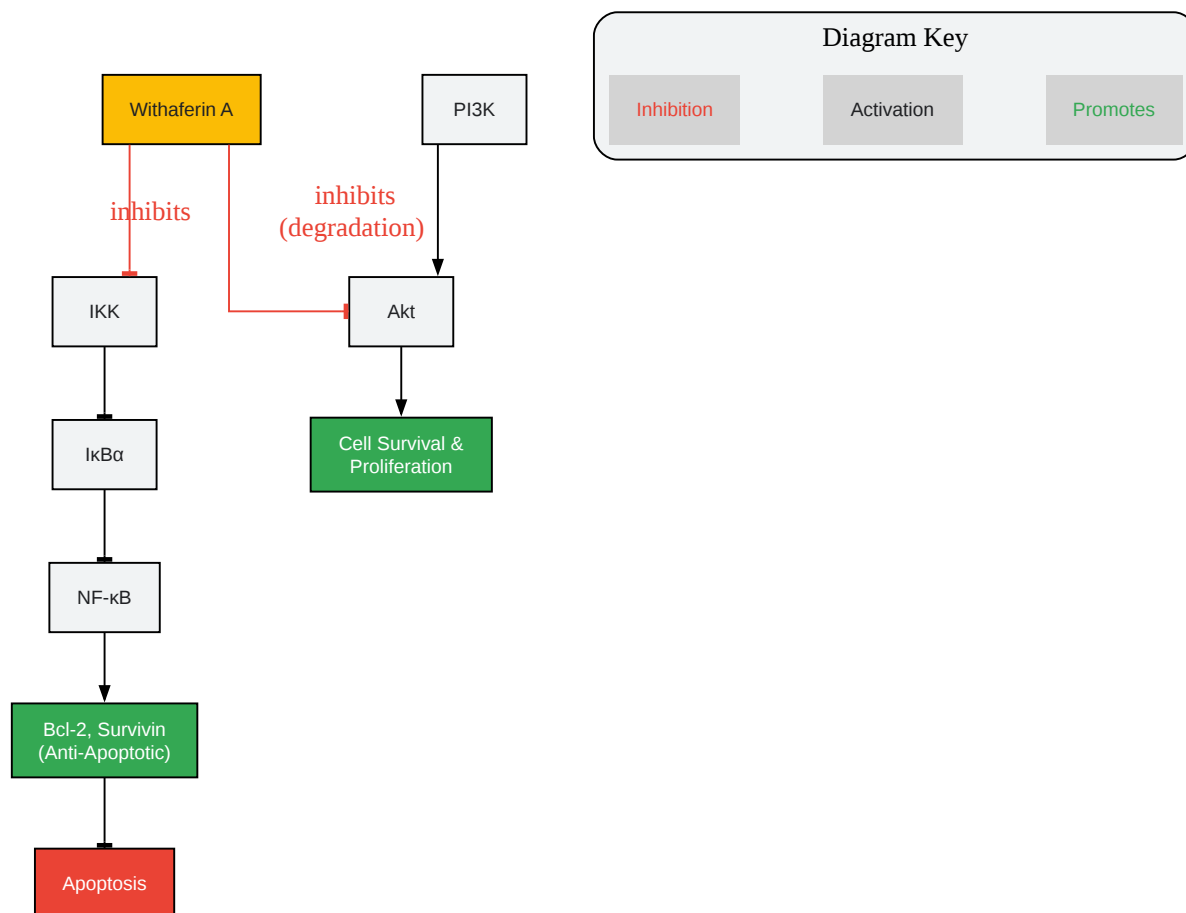 Diagram Key
Withaferin A
PI3K
Inhibition
Activation
Promotes
inhibits
inhibits
(degradation)
IKK
Akt
IκBα
Cell Survival &
Proliferation
NF-κB
Bcl-2, Survivin
(Anti-Apoptotic)
Apoptosis